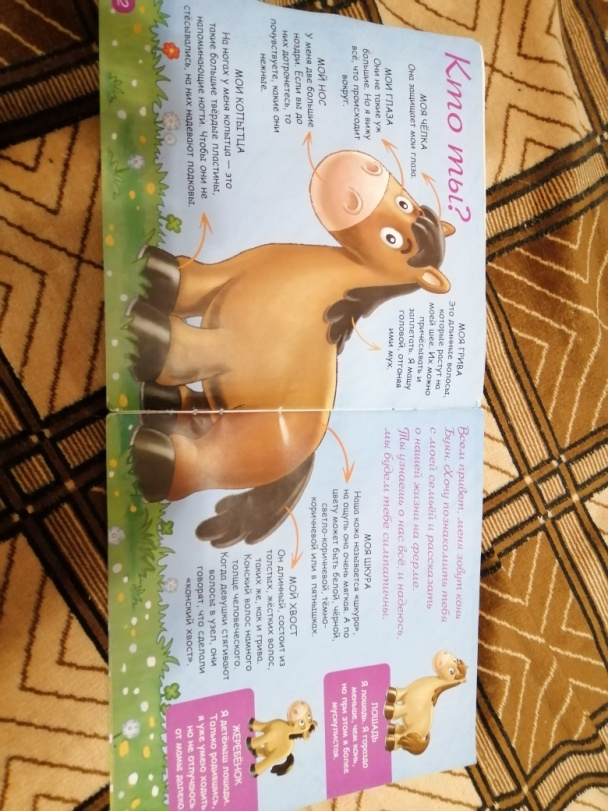 Кто ты?
МОЯ ЧЁЛКА
Она защищает мои глаза.
МОИ ГЛАЗА
Они не такие уж
большие. Но я вижу
всё, что происходит
вокруг.
МОЙ НОС
У меня две большие
ноздри. Если вы до
них дотронетесь, то
почувствуете, какие они
нежные.
МОИ КОПЫТЦА
На ногах у меня копытца — это
такие большие твёрдые пластины,
напоминающие ногти. Чтобы они не
стёсывались, на них надевают подковы.
2
МОЯ ГРИВА
Это длинные волосы,
которые растут на
моей шее. Их можно
причёсывать и
заплетать. Я машу
головой, отгоняя
ими мух.
Всем привет, меня зовут конь
Буян. Хочу познакомить тебя
с моей семьёй и рассказать
о нашей жизни на ферме.
Ты узнаешь о нас всё, и надеюсь,
мы будем тебе симпатичны.
МОЯ ШКУРА
Наша кожа называется «шкура»,
на ощупь она очень мягкая. А по
цвету может быть белой, чёрной,
светло-коричневой, тёмно-
коричневой или в пятнышках.
МОЙ ХВОСТ
Он длинный, состоит из
толстых, жёстких волос,
таких же, как и грива.
Конский волос намного
толще человеческого.
Когда девушки стягивают
волосы в узел, они
говорят, что сделали
«конский хвост».
ЛОШАДЬ
Я лошадь. Я гораздо
меньше, чем конь,
но при этом я более
мускулистая.
ЖЕРЕБЁНОК
Я детёныш лошади.
Только родившись,
я уже умею ходить,
но не отлучаюсь
от мамы далеко